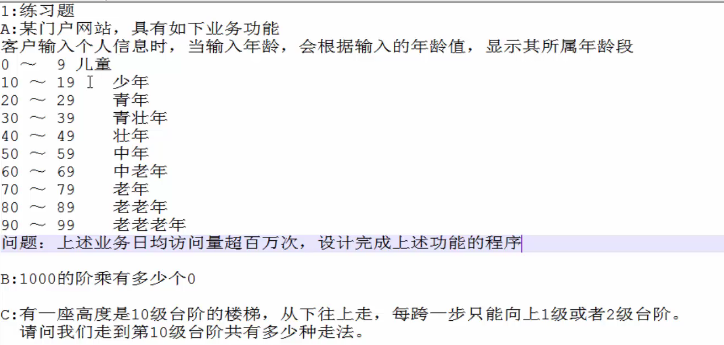 1:练习题
A:某门户网站，具有如下业务功能
客户输入个人信息时，当输入年龄，会根据输入的年龄值，显示其所属年龄段
0 ～ 9 儿童
10 ～ 19 少年
20 ～ 29 青年
30 ～ 39 青壮年
40 ～ 49 壮年
50 ～ 59 中年
60 ～ 69 中老年
70 ～ 79 老年
80 ～ 89 老老年
90 ～ 99 老老老年
问题：上述业务日均访问量超百万次，设计完成上述功能的程序
B:1000的阶乘有多少个0
C:有一座高度是10级台阶的楼梯，从下往上走，每跨一步只能向上1级或者2级台阶。
请问我们走到第10级台阶共有多少种走法。